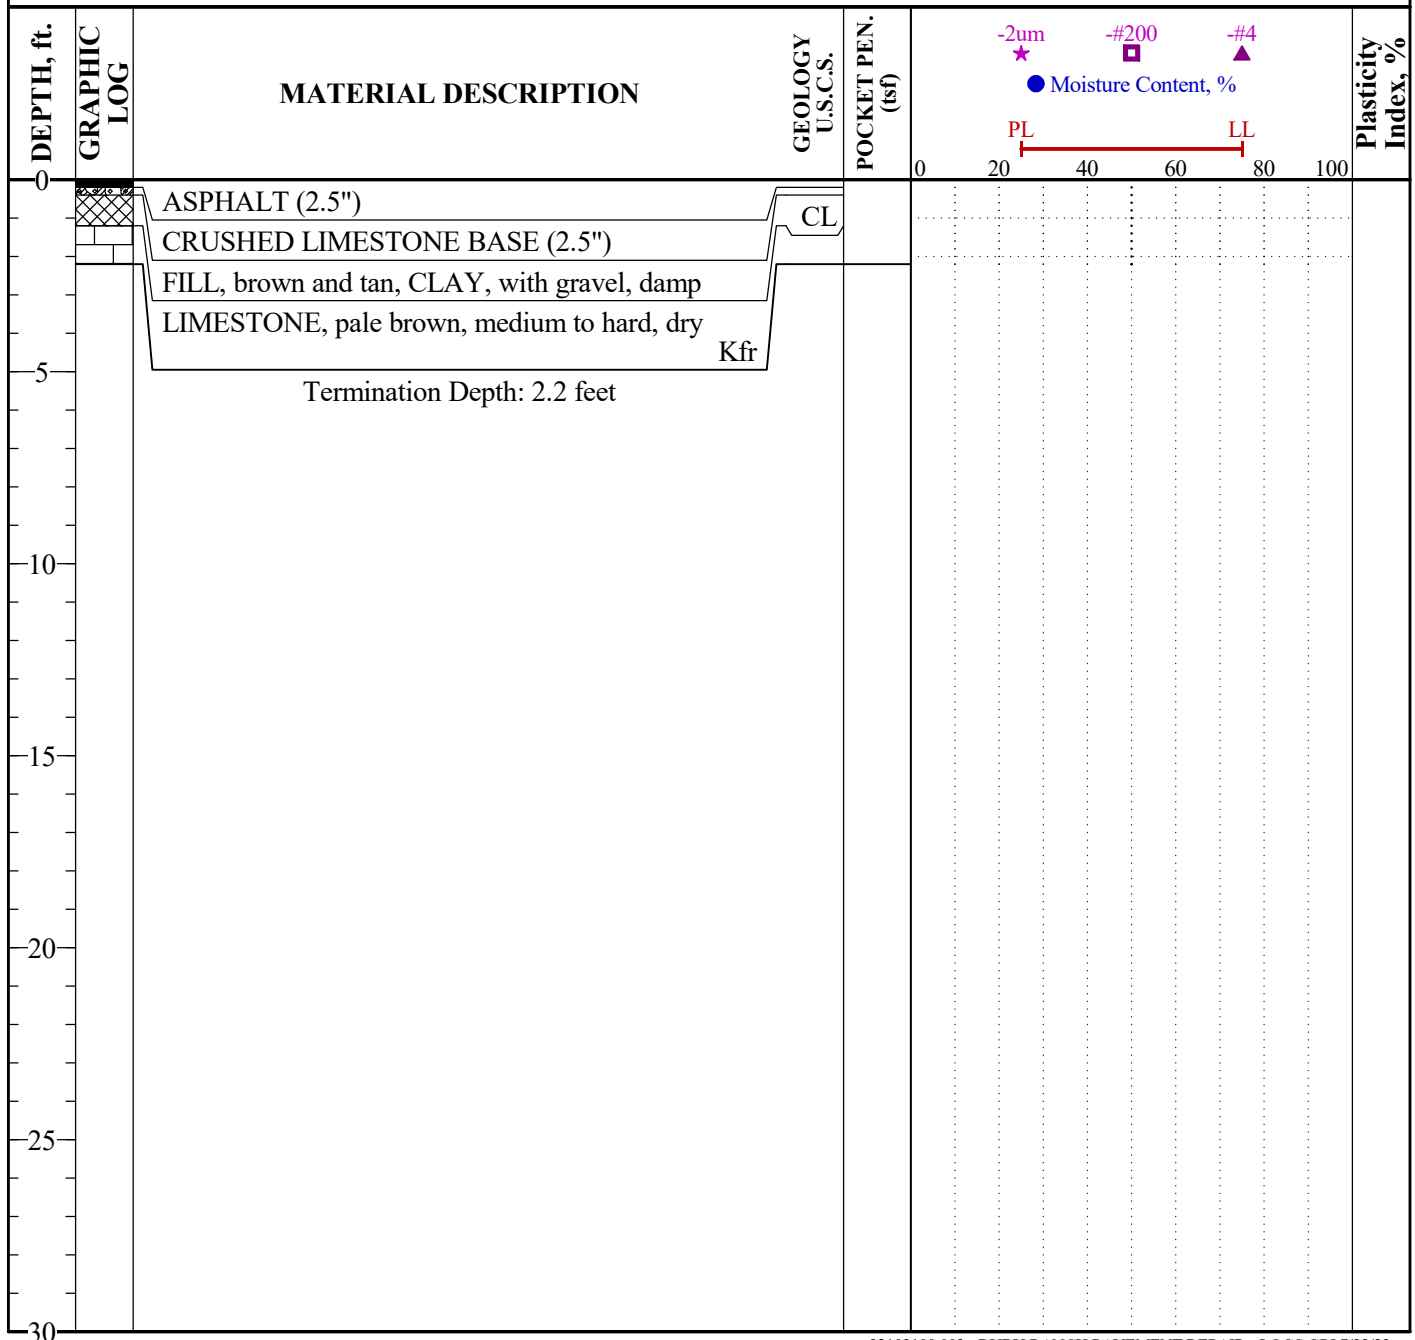 DEPTH, ft.
GRAPHIC
LOG
MATERIAL DESCRIPTION
GEOLOGY
U.S.C.S.
POCKET PEN.
(tsf)
-2um -#200 -#4
Moisture Content, %
PL LL
0 20 40 60 80 100
Plasticity
Index, %
0
ASPHALT (2.5")
CL
CRUSHED LIMESTONE BASE (2.5")
FILL, brown and tan, CLAY, with gravel, damp
LIMESTONE, pale brown, medium to hard, dry
Kfr
5
Termination Depth: 2.2 feet
10
15
20
25
30